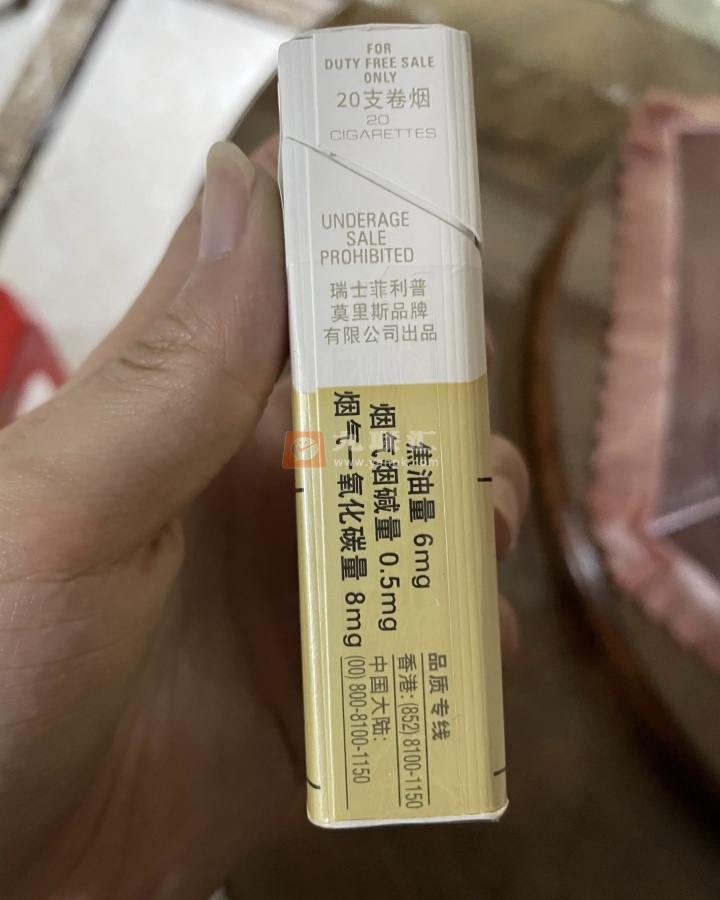 FOR
DUTY FREE SALE
ONLY
20支卷烟
20
CIGARETTES
UNDERAGE
SALE
PROHIBITED
瑞士菲利普
莫里斯品牌
有限公司出品
焦油量 6mg
烟气烟碱量 0.5mg
烟气一氧化碳量 8mg
品质专线
香港: (852) 8100-1150
中国大陆:
(00) 800-8100-1150